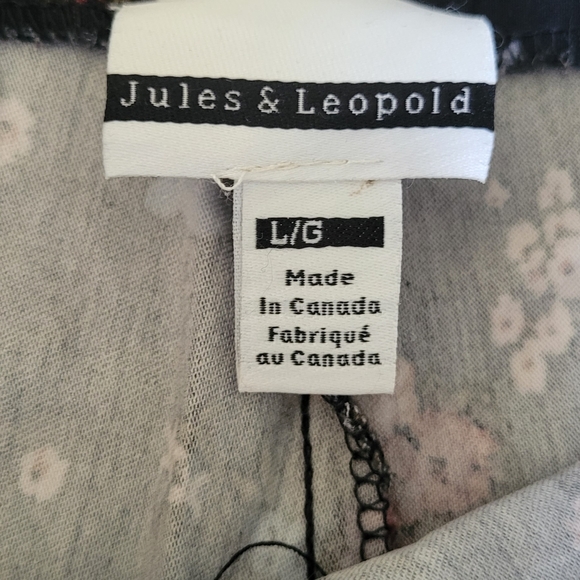 Jules & Leopold
L/G
Made
In Canada
Fabriqué
au Canada